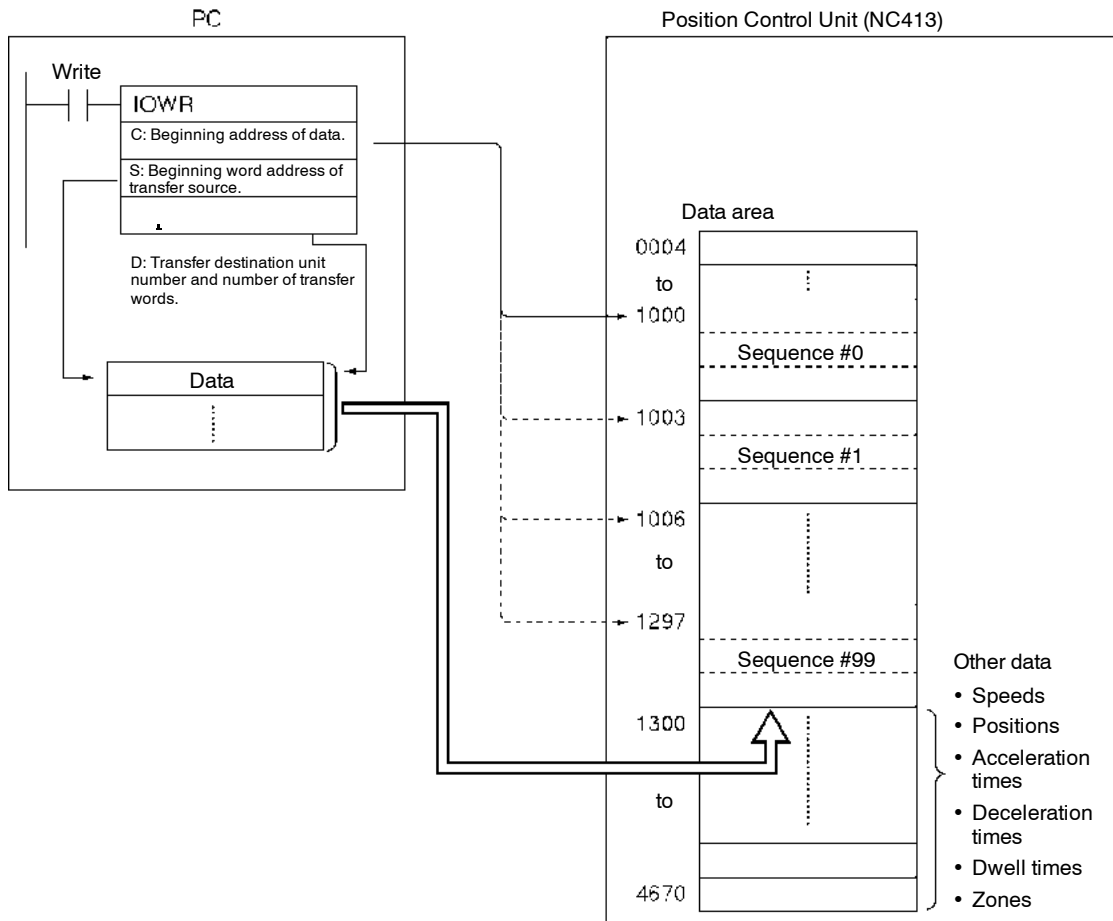 PC
Position Control Unit (NC413)
Write
IOWR
C: Beginning address of data.
S: Beginning word address of
transfer source.
D: Transfer destination unit
number and number of transfer
words.
Data
Data area
0004
to
1000
Sequence #0
1003
Sequence #1
1006
to
1297
Sequence #99
1300
to
4670
Other data
• Speeds
• Positions
• Acceleration
times
• Deceleration
times
• Dwell times
• Zones